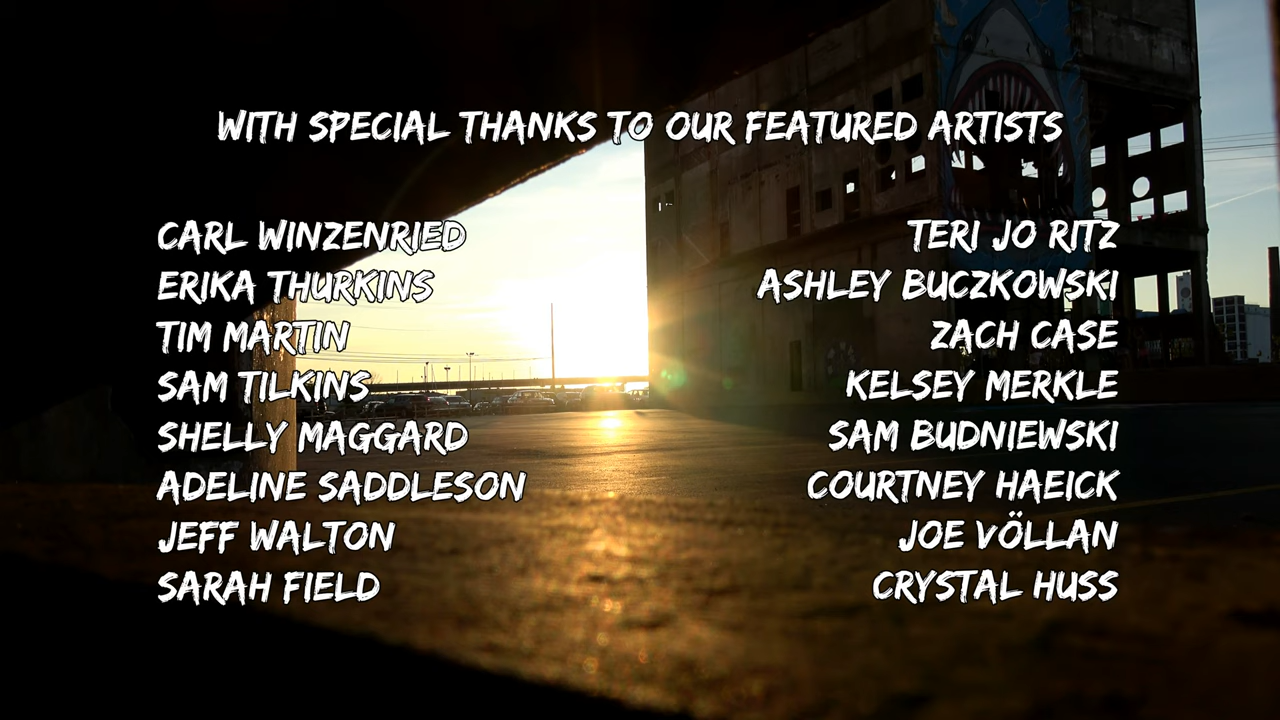 WITH SPECIAL THANKS TO OUR FEATURED ARTISTS
CARL WINZENRIED
ERIKA THURKINS
TIM MARTIN
SAM TILKINS
SHELLY MAGGARD
ADELINE SADDLESON
JEFF WALTON
SARAH FIELD
TERI JO RITZ
ASHLEY BUCZKOWSKI
ZACH CASE
KELSEY MERKLE
SAM BUDNIEWSKI
COURTNEY HAEICK
JOE VÖLLAN
CRYSTAL HUSS